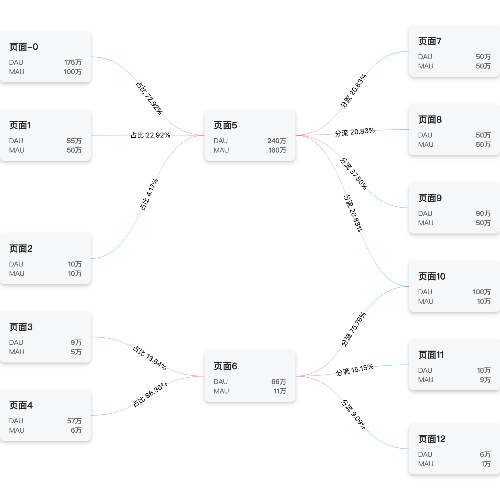 页面-0
DAU 175万
MAU 100万
页面1
DAU 55万
MAU 50万
页面2
DAU 10万
MAU 10万
页面3
DAU 9万
MAU 5万
页面4
DAU 57万
MAU 6万
占比 72.92%
占比 22.92%
占比 4.17%
占比 13.64%
占比 86.36%
页面5
DAU 240万
MAU 160万
页面6
DAU 66万
MAU 11万
分流 20.83%
分流 20.83%
分流 37.50%
分流 20.83%
分流 75.76%
分流 15.15%
分流 9.09%
页面7
DAU 50万
MAU 50万
页面8
DAU 50万
MAU 50万
页面9
DAU 90万
MAU 50万
页面10
DAU 100万
MAU 10万
页面11
DAU 10万
MAU 9万
页面12
DAU 6万
MAU 1万